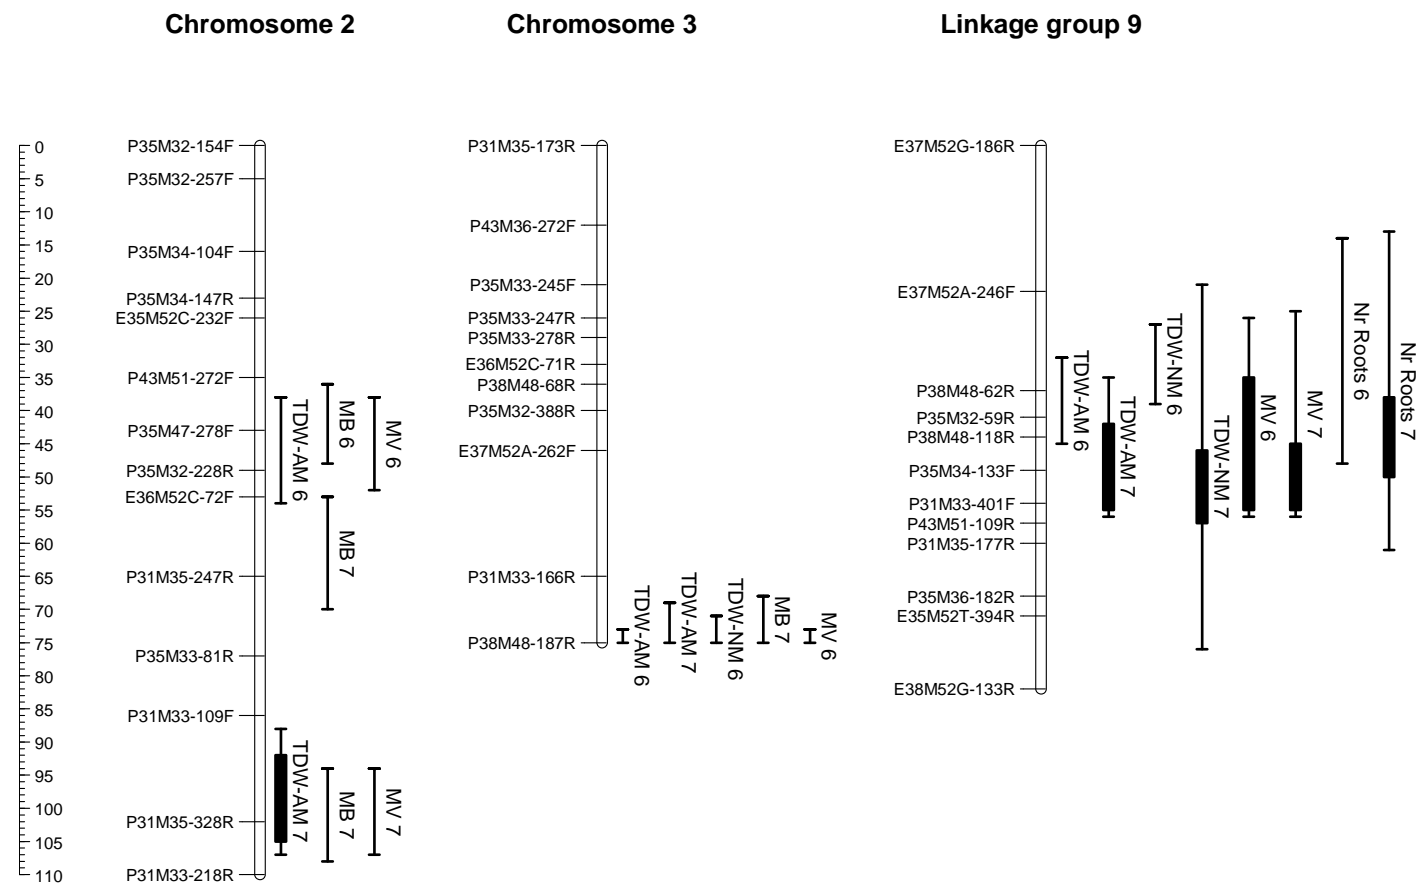 Chromosome 2
Chromosome 3
Linkage group 9
0
5
10
15
20
25
30
35
40
45
50
55
60
65
70
75
80
85
90
95
100
105
110
P35M32-154F
P35M32-257F
P35M34-104F
P35M34-147R
E35M52C-232F
P43M51-272F
P35M47-278F
P35M32-228R
E36M52C-72F
P31M35-247R
P35M33-81R
P31M33-109F
P31M35-328R
P31M33-218R
TDW-AM 6
MB 6
MV 6
MB 7
TDW-AM 7
MB 7
MV 7
P31M35-173R
P43M36-272F
P35M33-245F
P35M33-247R
P35M33-278R
E36M52C-71R
P38M48-68R
P35M32-388R
E37M52A-262F
P31M33-166R
P38M48-187R
TDW-AM 6
TDW-AM 7
TDW-NM 6
MB 7
MV 6
E37M52G-186R
E37M52A-246F
P38M48-62R
P35M32-59R
P38M48-118R
P35M34-133F
P31M33-401F
P43M51-109R
P31M35-177R
P35M36-182R
E35M52T-394R
E38M52G-133R
TDW-AM 6
TDW-AM 7
TDW-NM 6
TDW-NM 7
MV 6
MV 7
Nr Roots 6
Nr Roots 7